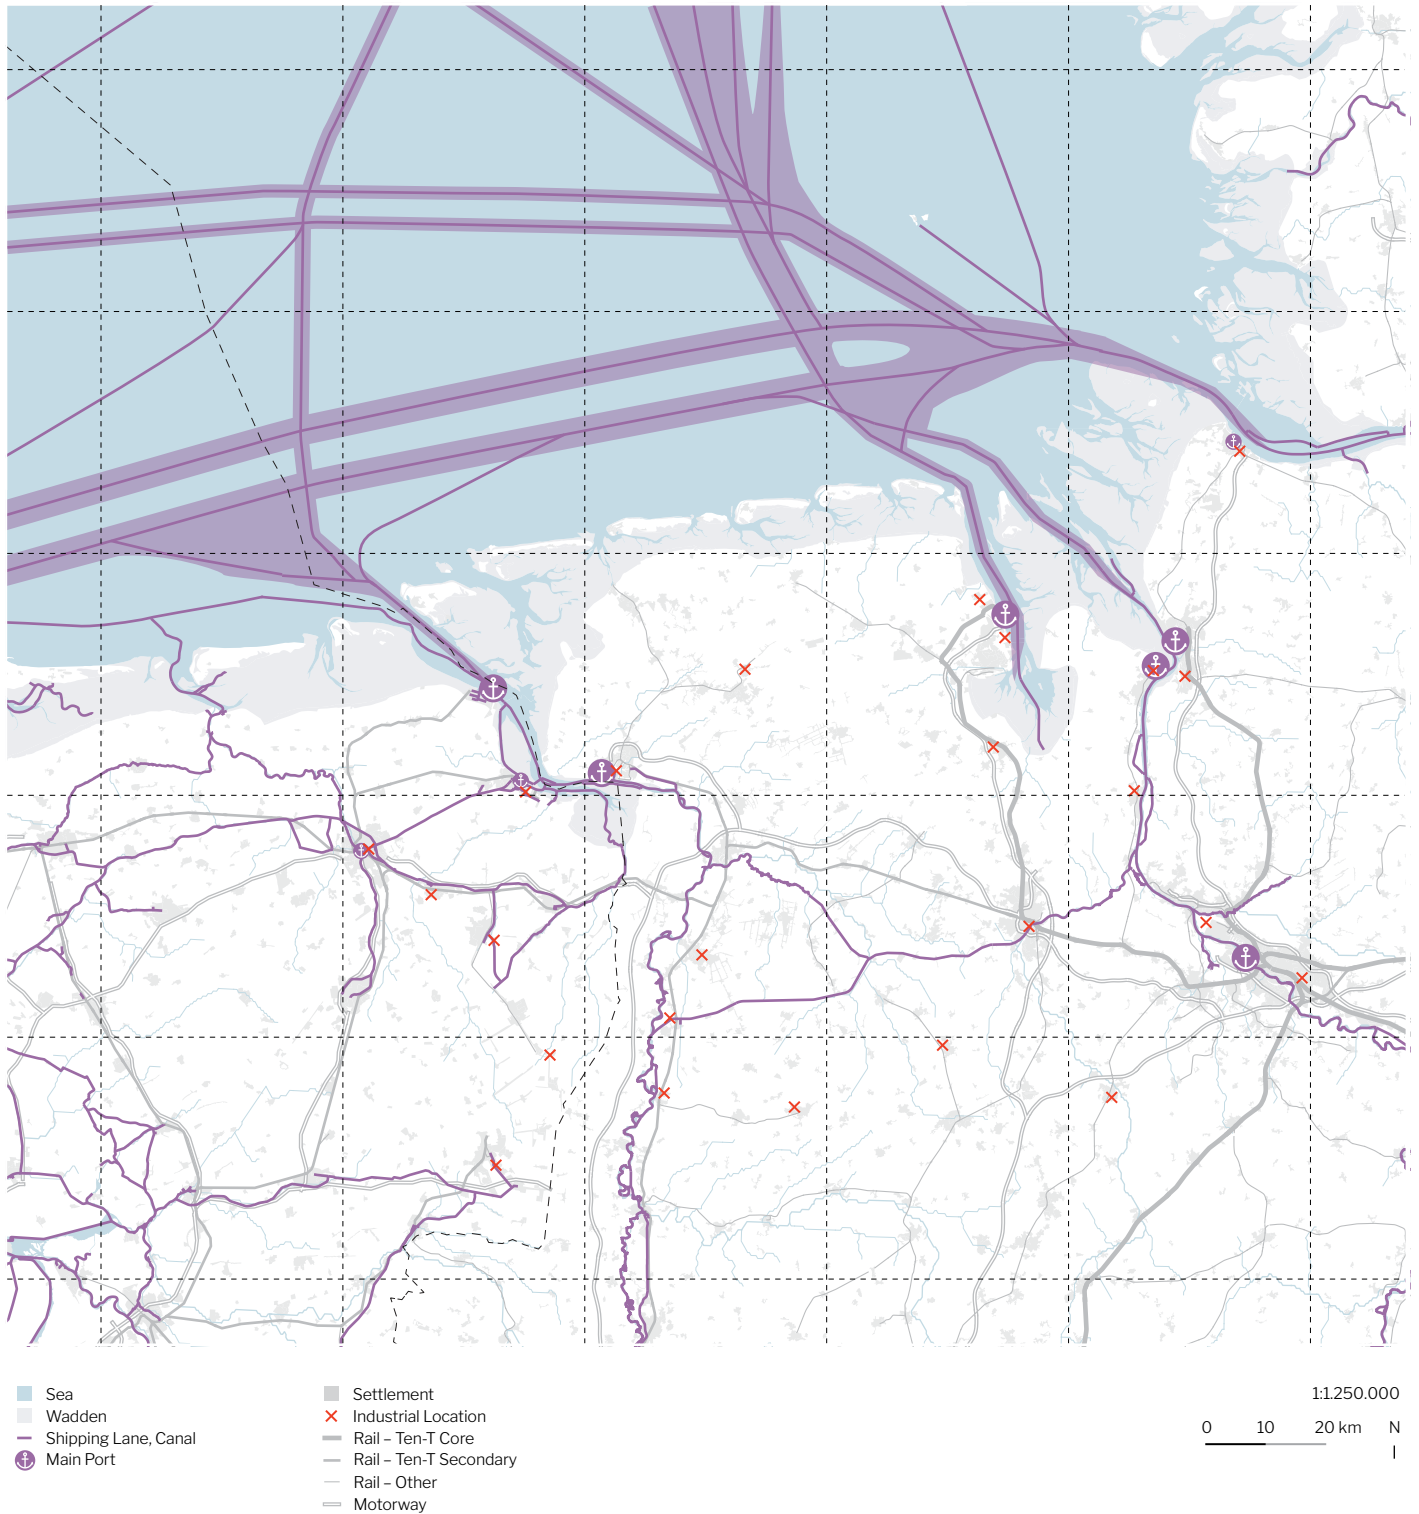 Sea
Wadden
Shipping Lane, Canal
Main Port
Settlement
Industrial Location
Rail – Ten-T Core
Rail – Ten-T Secondary
Rail – Other
Motorway
1:1.250.000
0 10 20 km N